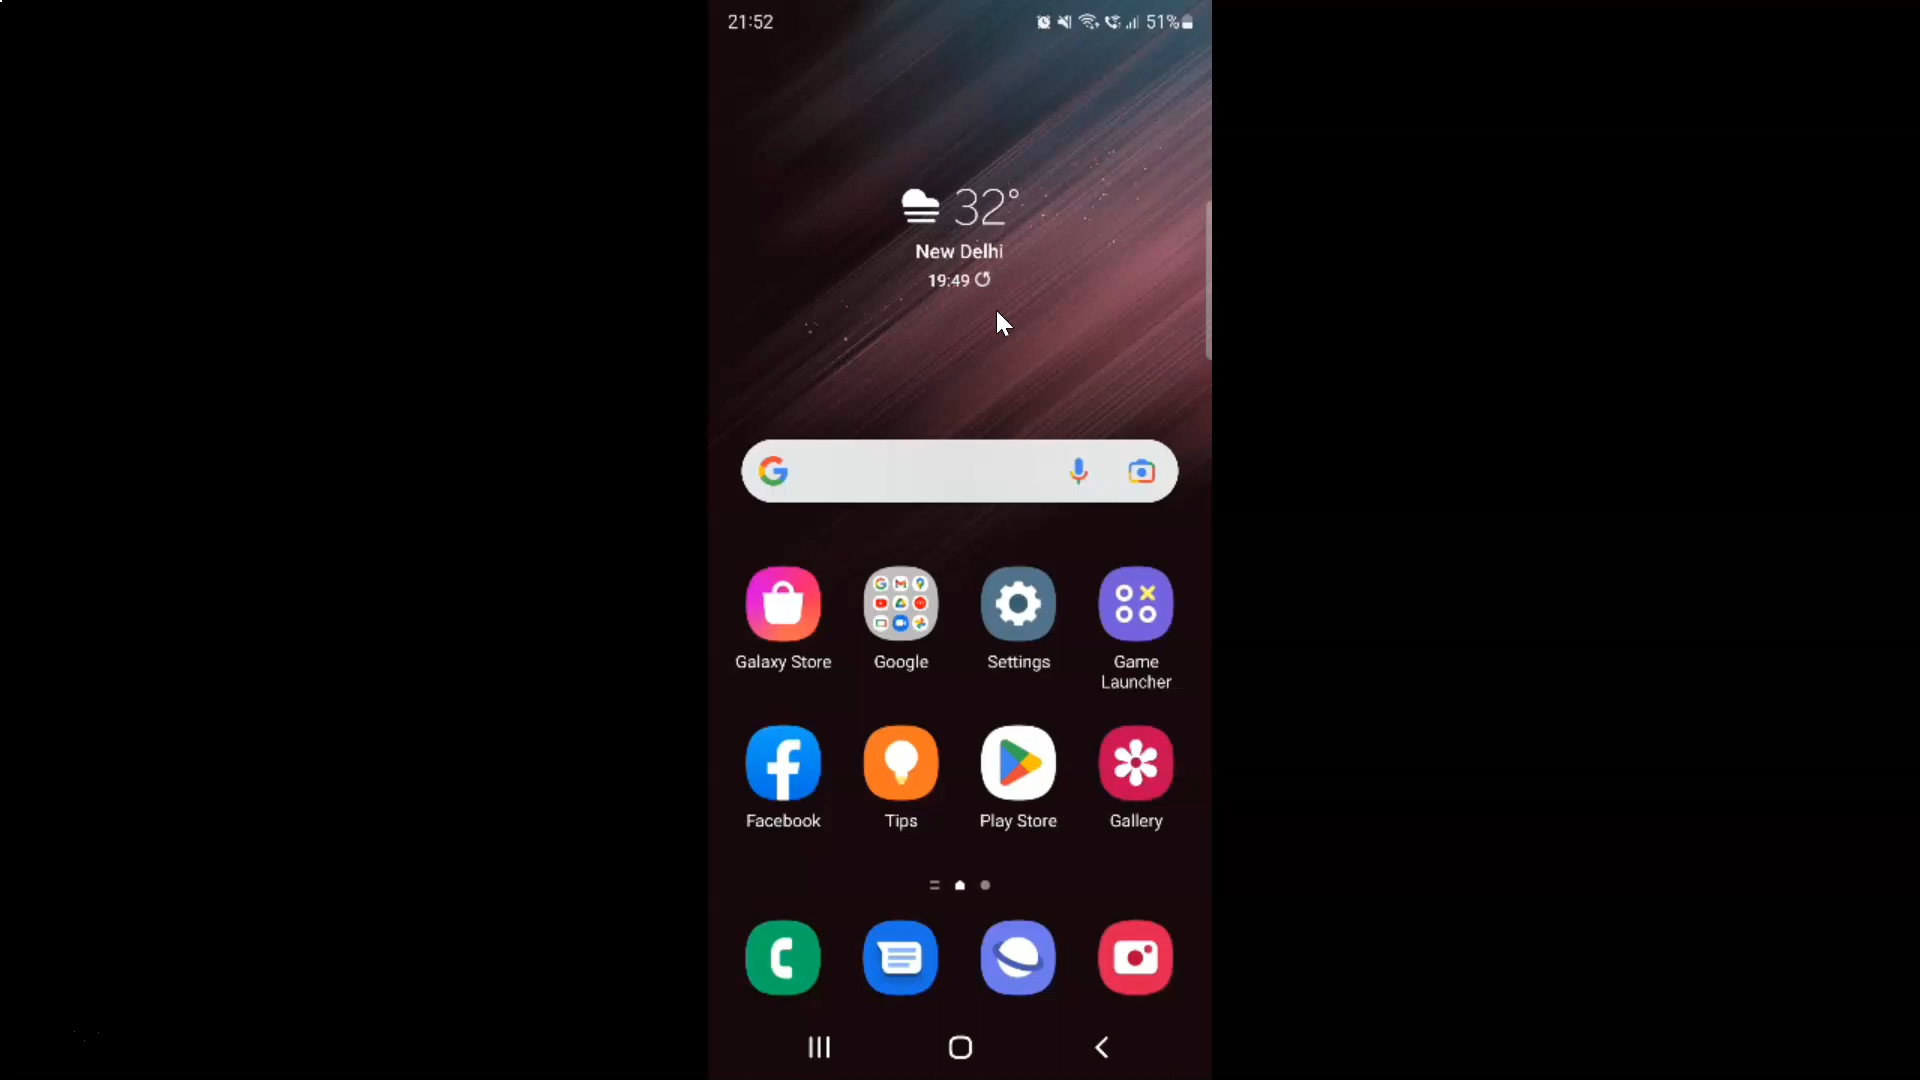 21:52 51%
32°
New Delhi
19:49
Galaxy Store Google Settings Game Launcher
Facebook Tips Play Store Gallery